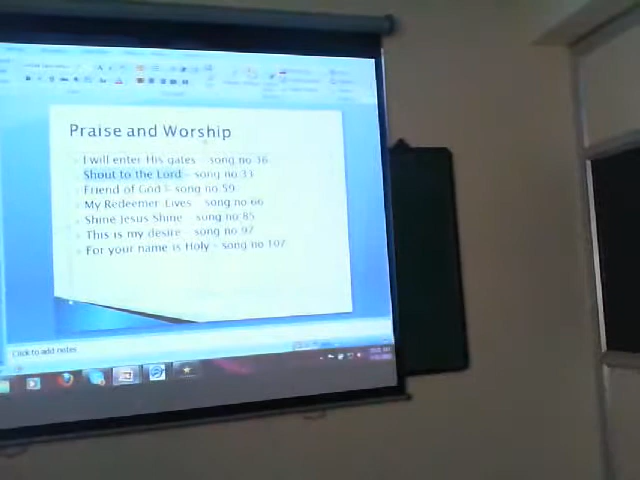 Praise and Worship
I will enter His gates - song no 36
Shout to the Lord - song no 33
Friend of God - song no 59
My Redeemer Lives - song no 66
Shine Jesus Shine - song no 85
This is my desire - song no 97
For your name is Holy - song no 107
Click to add notes